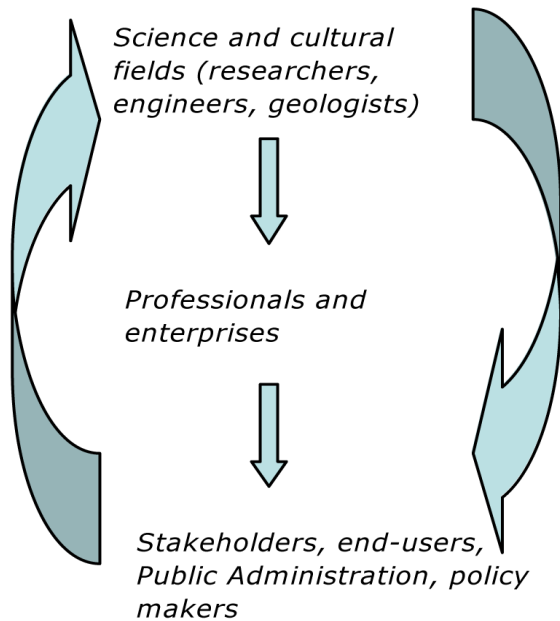 Science and cultural
fields (researchers,
engineers, geologists)
Professionals and
enterprises
Stakeholders, end-users,
Public Administration, policy
makers